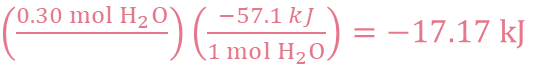 (0.30 mol H₂O / ) (−57.1 kJ / 1 mol H₂O) = −17.17 kJ